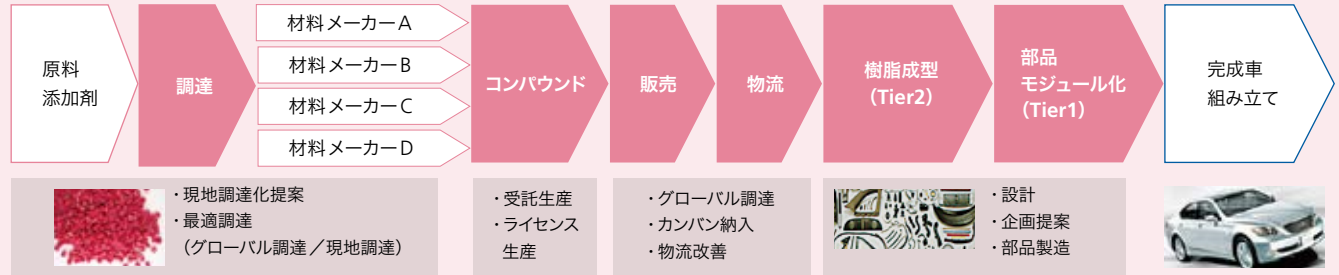 原料
添加剤
調達
材料メーカーA
材料メーカーB
材料メーカーC
材料メーカーD
コンパウンド
販売
物流
樹脂成型
(Tier2)
部品
モジュール化
(Tier1)
完成車
組み立て
・現地調達化提案
・最適調達
(グローバル調達/現地調達)
・受託生産
・ライセンス
生産
・グローバル調達
・カンバン納入
・物流改善
・設計
・企画提案
・部品製造